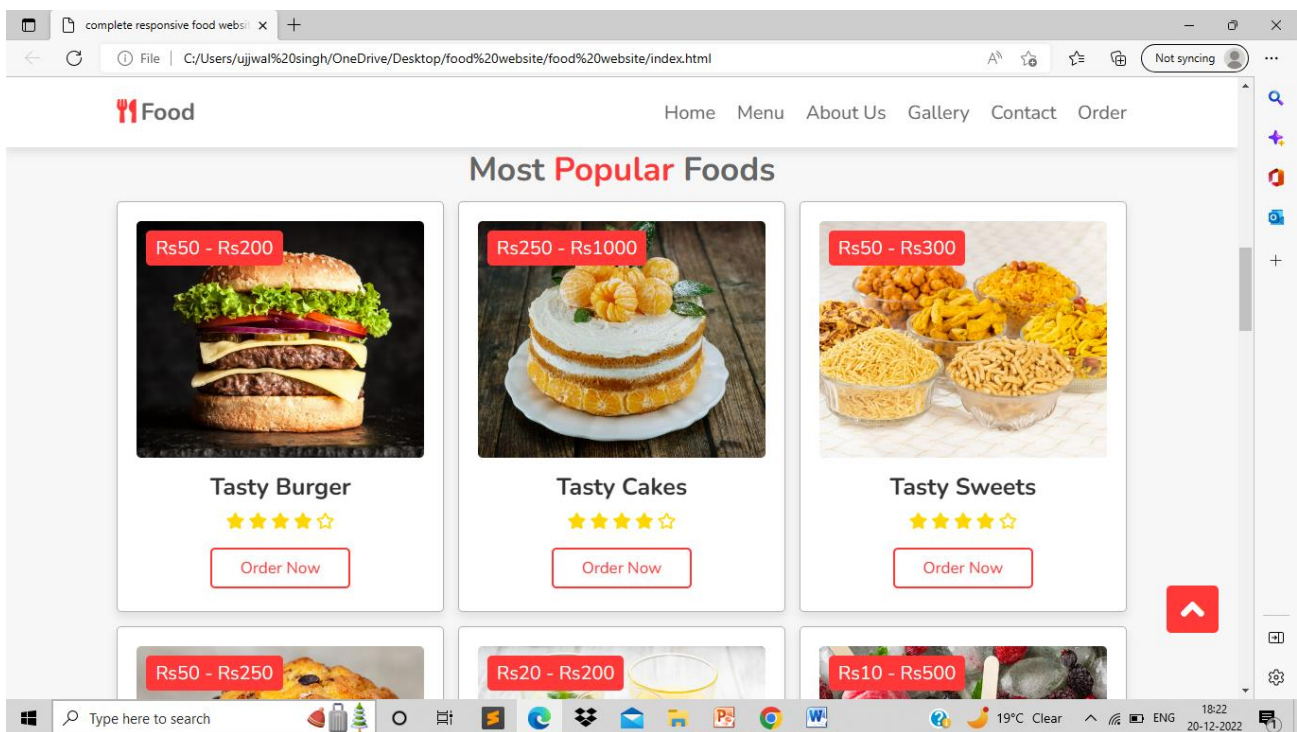 complete responsive food websi
File | C:/Users/ujjwal%20singh/OneDrive/Desktop/food%20website/food%20website/index.html
Not syncing
Food
Home Menu About Us Gallery Contact Order
Most Popular Foods
Rs50 - Rs200
Rs250 - Rs1000
Rs50 - Rs300
Tasty Burger
Tasty Cakes
Tasty Sweets
Order Now
Order Now
Order Now
Rs50 - Rs250
Rs20 - Rs200
Rs10 - Rs500
Type here to search
19°C Clear
ENG
18:22
20-12-2022